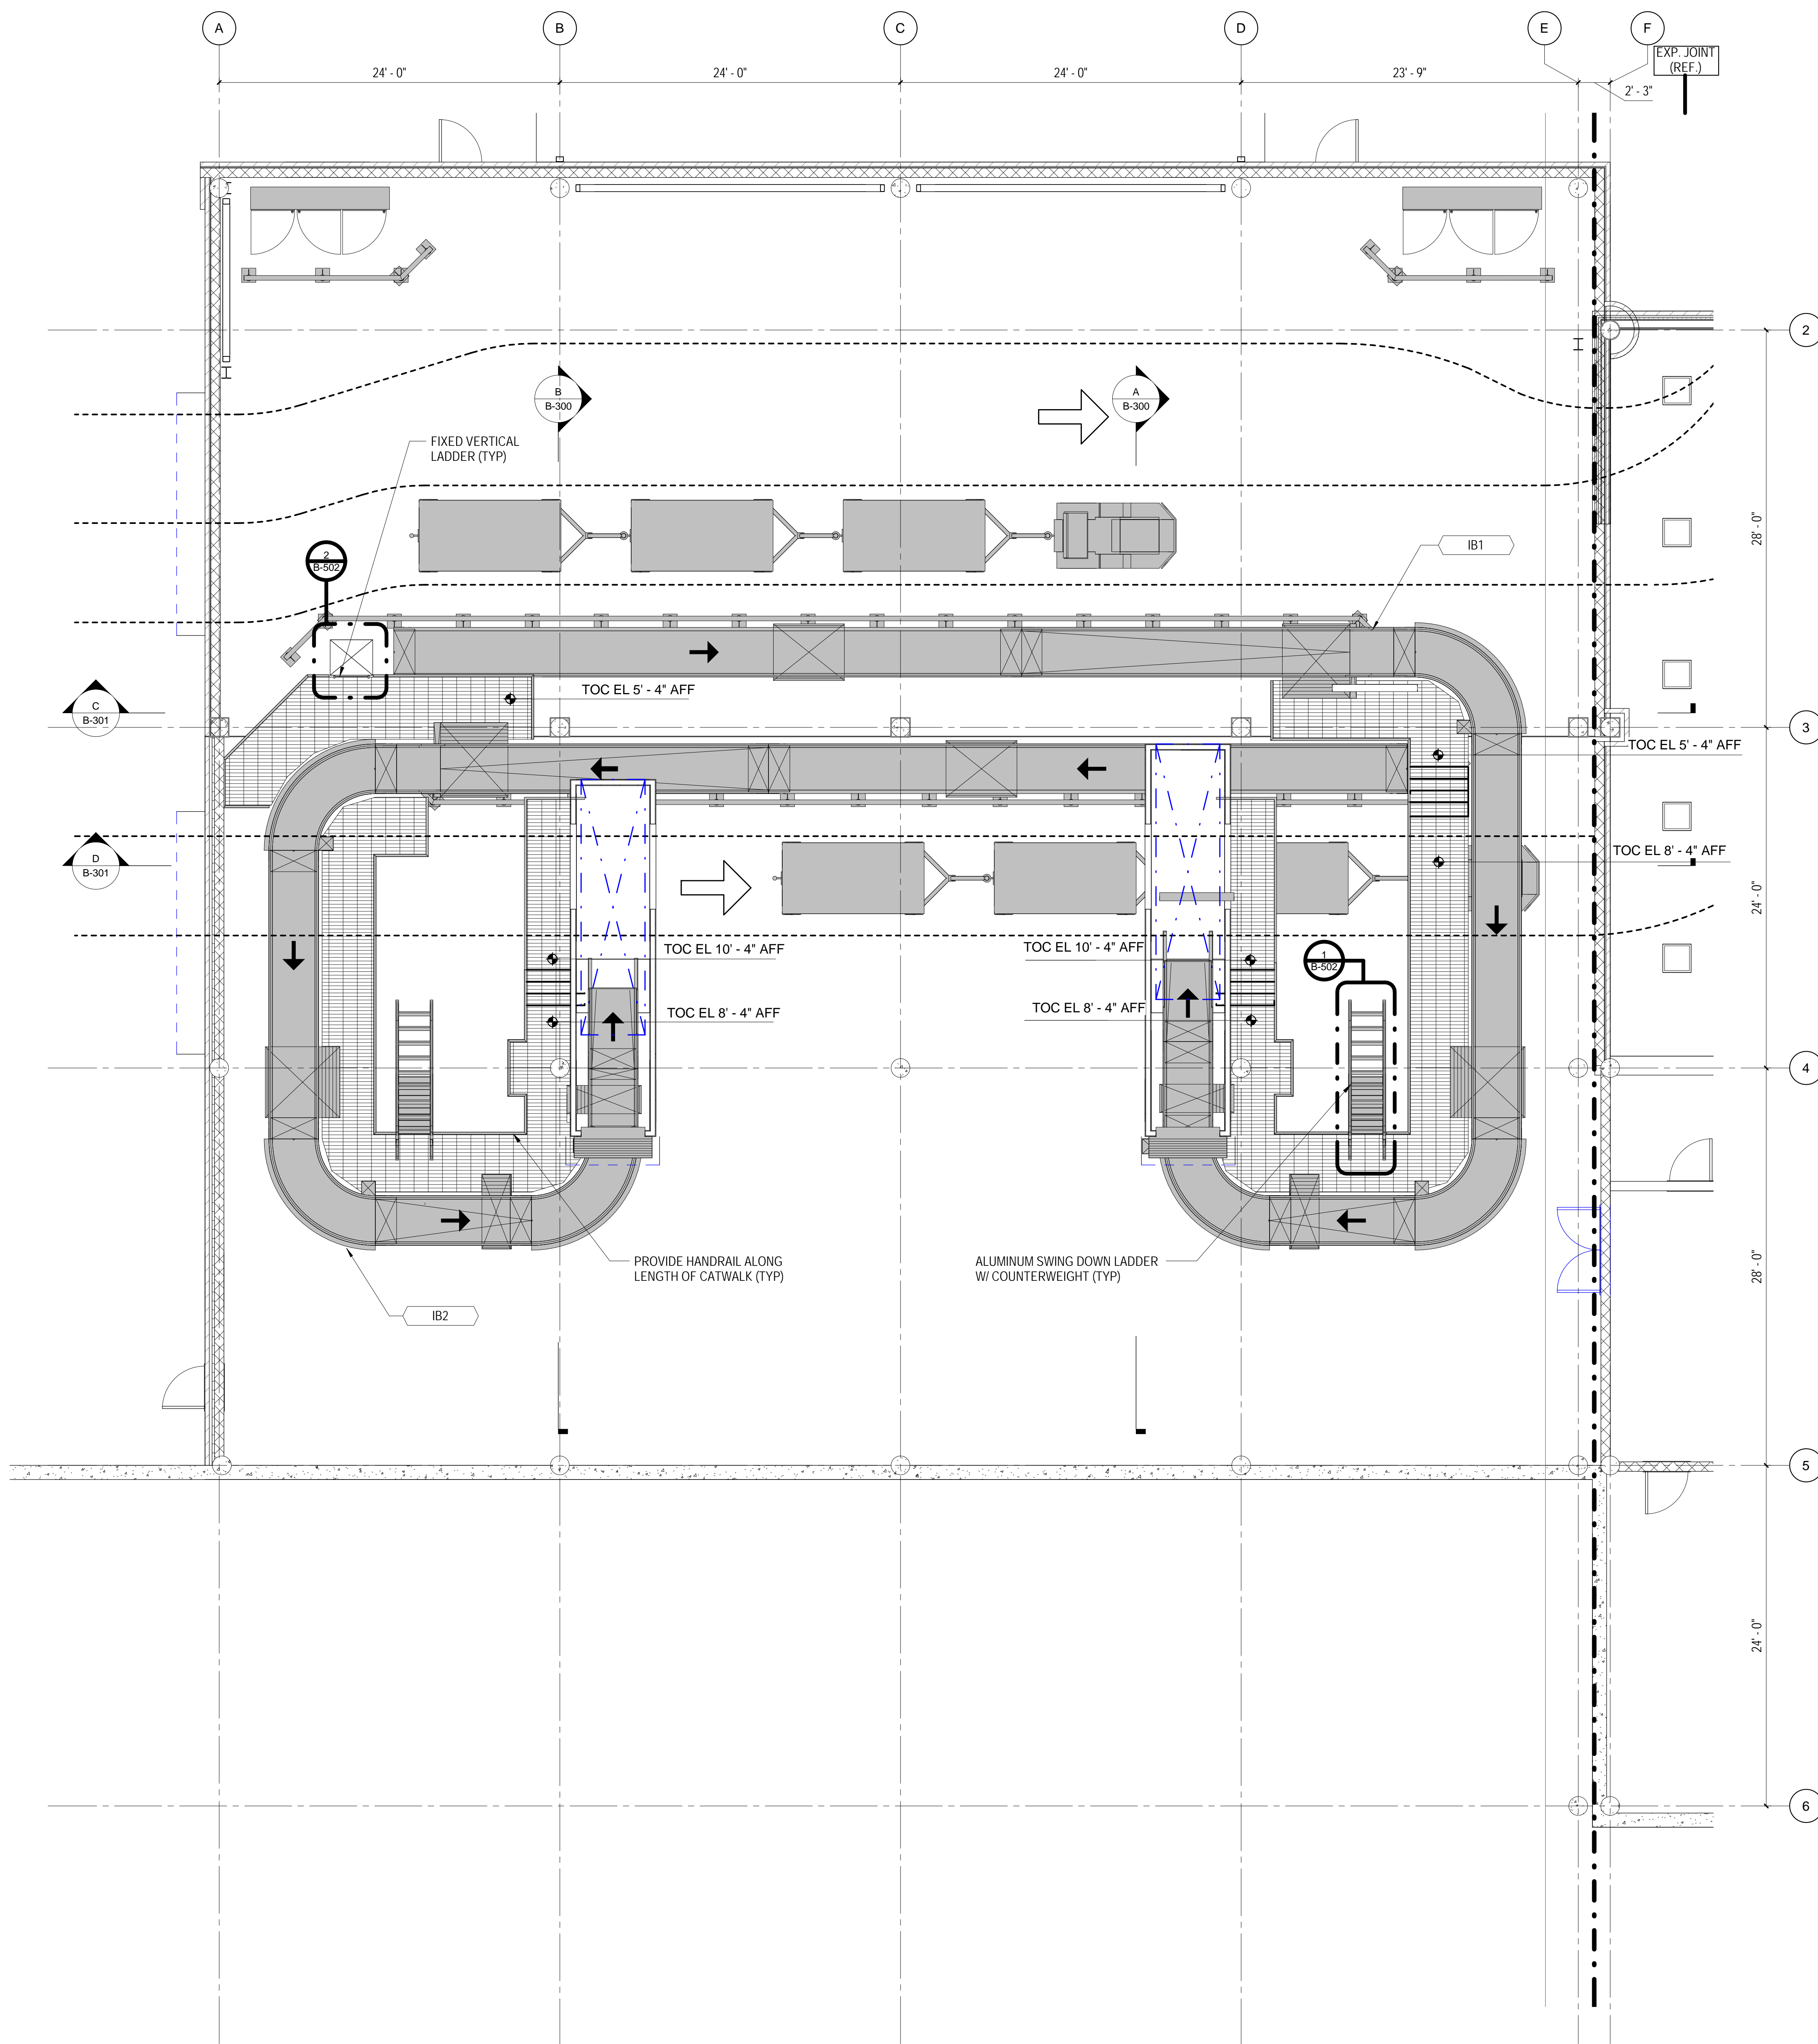 A
B
C
D
E
F
EXP. JOINT
(REF.)
24' - 0"
24' - 0"
24' - 0"
23' - 9"
2' - 3"
2
B
B-300
A
B-300
FIXED VERTICAL
LADDER (TYP)
28' - 0"
2
B-502
IB1
TOC EL 5' - 4" AFF
C
B-301
3
TOC EL 5' - 4" AFF
D
B-301
TOC EL 8' - 4" AFF
24' - 0"
TOC EL 10' - 4" AFF
TOC EL 10' - 4" AFF
1
B-502
TOC EL 8' - 4" AFF
TOC EL 8' - 4" AFF
4
PROVIDE HANDRAIL ALONG
LENGTH OF CATWALK (TYP)
ALUMINUM SWING DOWN LADDER
W/ COUNTERWEIGHT (TYP)
28' - 0"
IB2
5
24' - 0"
6